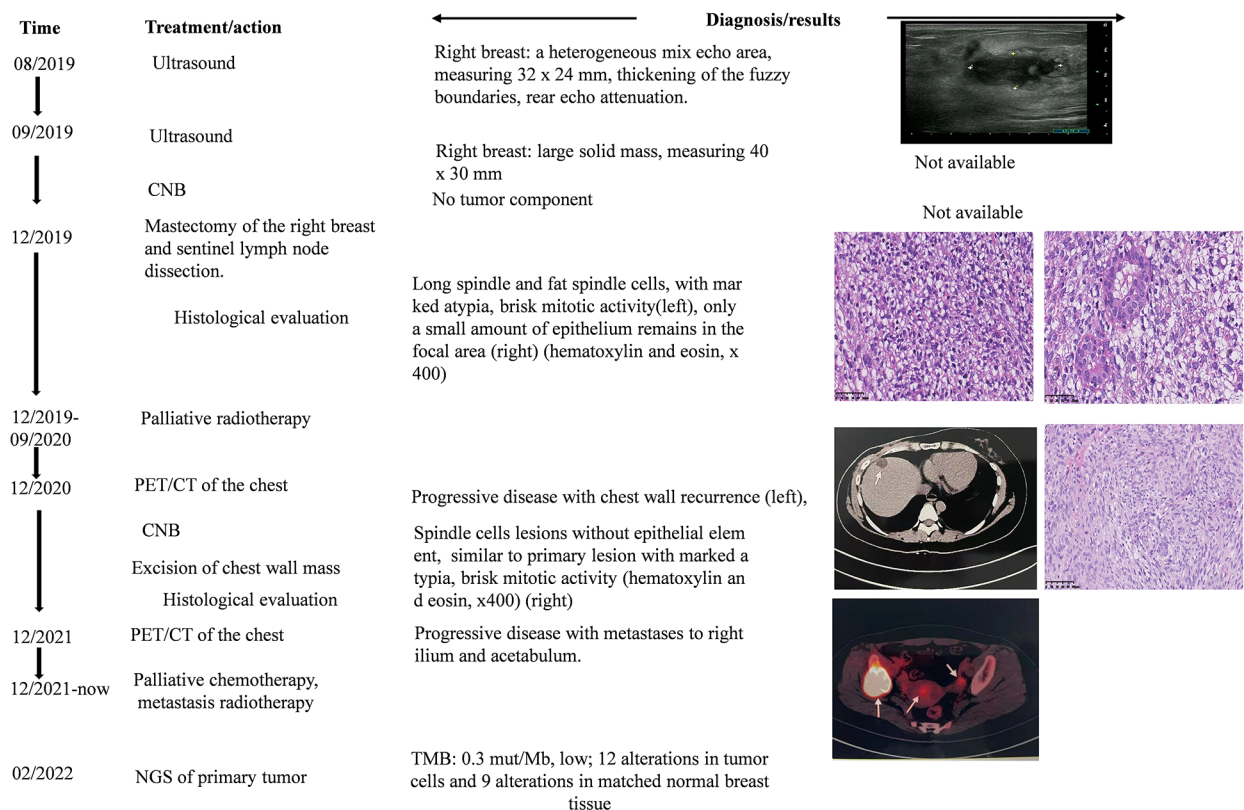 Time
Treatment/action
Diagnosis/results
08/2019
Ultrasound
Right breast: a heterogeneous mix echo area,
measuring 32 x 24 mm, thickening of the fuzzy
boundaries, rear echo attenuation.
09/2019
Ultrasound
Right breast: large solid mass, measuring 40
x 30 mm
Not available
CNB
No tumor component
Not available
12/2019
Mastectomy of the right breast
and sentinel lymph node
dissection.
Histological evaluation
Long spindle and fat spindle cells, with mar
ked atypia, brisk mitotic activity(left), only
a small amount of epithelium remains in the
focal area (right) (hematoxylin and eosin, x
400)
12/2019-
09/2020
Palliative radiotherapy
12/2020
PET/CT of the chest
Progressive disease with chest wall recurrence (left),
CNB
Excision of chest wall mass
Histological evaluation
Spindle cells lesions without epithelial elem
ent,  similar to primary lesion with marked a
typia, brisk mitotic activity (hematoxylin an
d eosin, x400) (right)
12/2021
PET/CT of the chest
Progressive disease with metastases to right
ilium and acetabulum.
12/2021-now
Palliative chemotherapy,
metastasis radiotherapy
02/2022
NGS of primary tumor
TMB: 0.3 mut/Mb, low; 12 alterations in tumor
cells and 9 alterations in matched normal breast
tissue